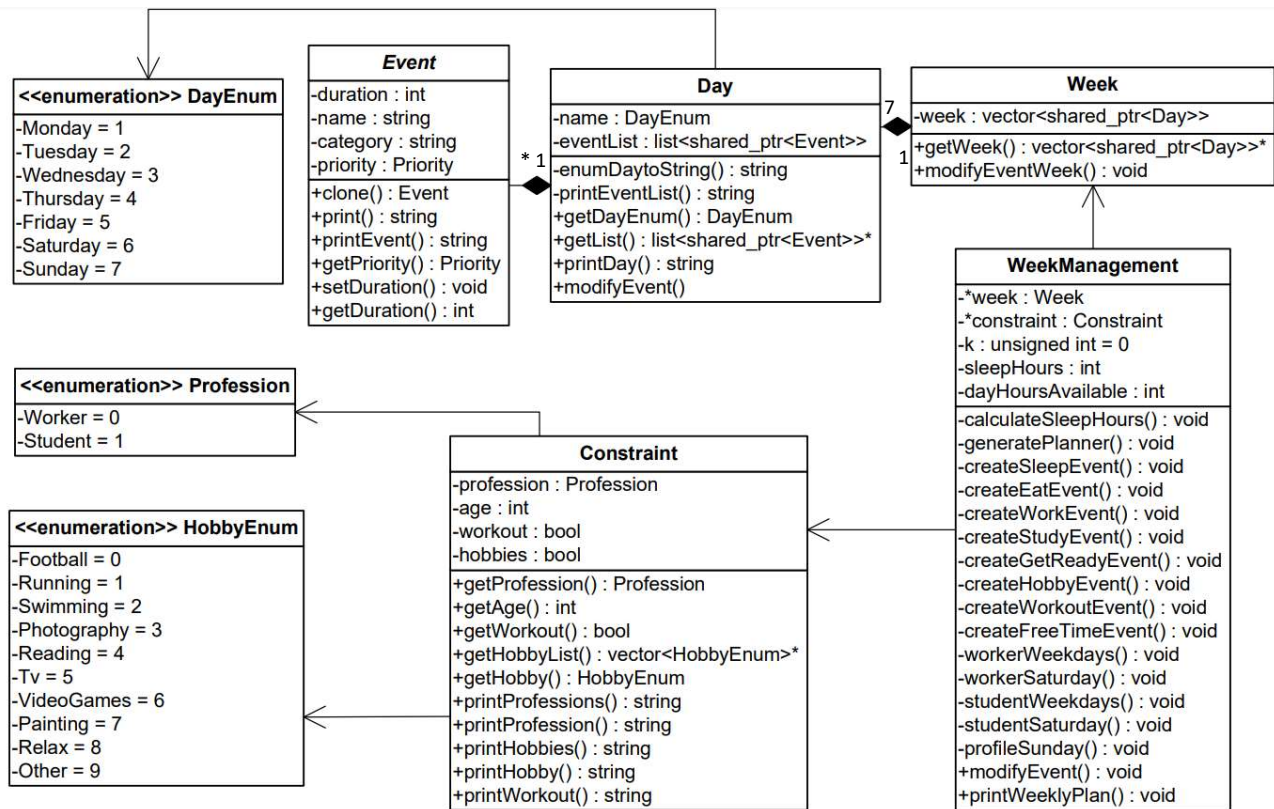 <<enumeration>> DayEnum
-Monday = 1
-Tuesday = 2
-Wednesday = 3
-Thursday = 4
-Friday = 5
-Saturday = 6
-Sunday = 7
Event
-duration : int
-name : string
-category : string
-priority : Priority
+clone() : Event
+print() : string
+printEvent() : string
+getPriority() : Priority
+setDuration() : void
+getDuration() : int
* 1
Day
-name : DayEnum
-eventList : list<shared_ptr<Event>>
-enumDaytoString() : string
-printEventList() : string
+getDayEnum() : DayEnum
+getList() : list<shared_ptr<Event>>*
+printDay() : string
+modifyEvent()
7
1
Week
-week : vector<shared_ptr<Day>>
+getWeek() : vector<shared_ptr<Day>>*
+modifyEventWeek() : void
<<enumeration>> Profession
-Worker = 0
-Student = 1
<<enumeration>> HobbyEnum
-Football = 0
-Running = 1
-Swimming = 2
-Photography = 3
-Reading = 4
-Tv = 5
-VideoGames = 6
-Painting = 7
-Relax = 8
-Other = 9
Constraint
-profession : Profession
-age : int
-workout : bool
-hobbies : bool
+getProfession() : Profession
+getAge() : int
+getWorkout() : bool
+getHobbyList() : vector<HobbyEnum>*
+getHobby() : HobbyEnum
+printProfessions() : string
+printProfession() : string
+printHobbies() : string
+printHobby() : string
+printWorkout() : string
WeekManagement
-*week : Week
-*constraint : Constraint
-k : unsigned int = 0
-sleepHours : int
-dayHoursAvailable : int
-calculateSleepHours() : void
-generatePlanner() : void
-createSleepEvent() : void
-createEatEvent() : void
-createWorkEvent() : void
-createStudyEvent() : void
-createGetReadyEvent() : void
-createHobbyEvent() : void
-createWorkoutEvent() : void
-createFreeTimeEvent() : void
-workerWeekdays() : void
-workerSaturday() : void
-studentWeekdays() : void
-studentSaturday() : void
-profileSunday() : void
+modifyEvent() : void
+printWeeklyPlan() : void